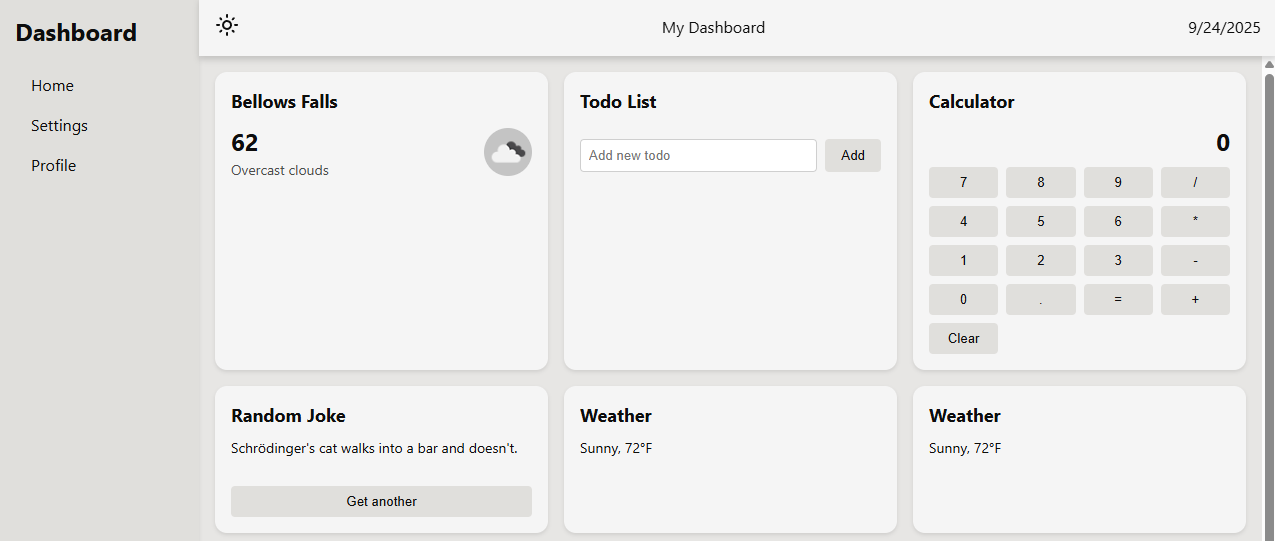 Dashboard
Home
Settings
Profile
My Dashboard
9/24/2025
Bellows Falls
62
Overcast clouds
Todo List
Add new todo
Add
Calculator
0
7 8 9 /
4 5 6 *
1 2 3 -
0 . = +
Clear
Random Joke
Schrödinger's cat walks into a bar and doesn't.
Get another
Weather
Sunny, 72°F
Weather
Sunny, 72°F